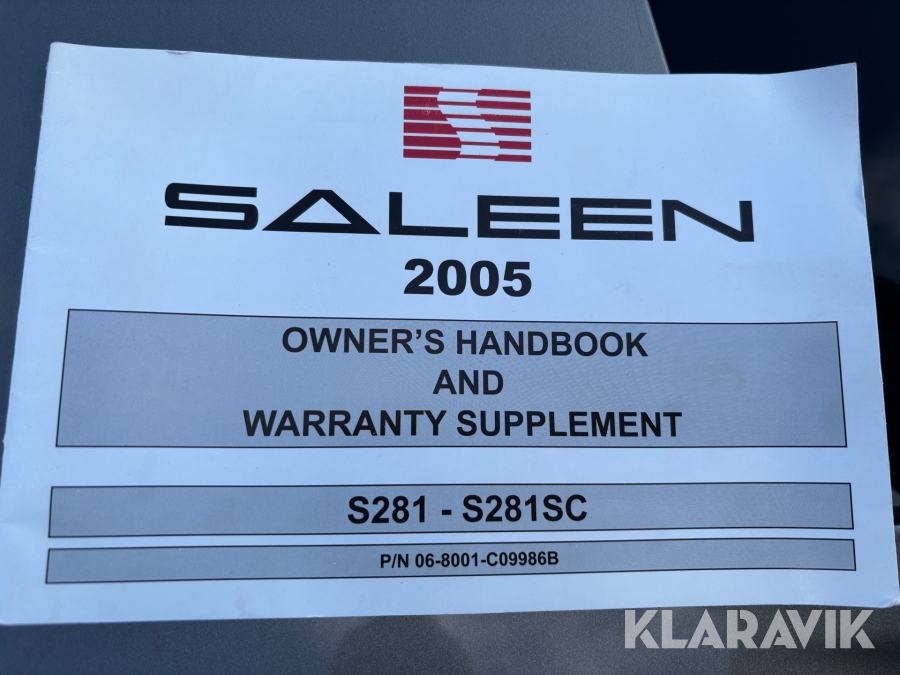 SALEEN
2005
OWNER'S HANDBOOK
AND
WARRANTY SUPPLEMENT
S281 - S281SC
P/N 06-8001-C09986B
KLARAVIK